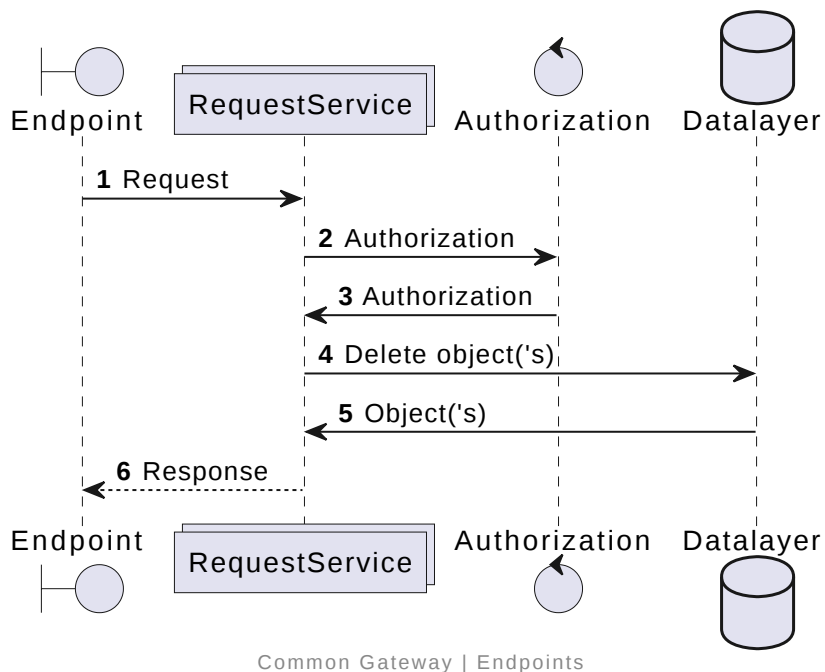 Endpoint
RequestService
Authorization
Datalayer
1 Request
2 Authorization
3 Authorization
4 Delete object('s)
5 Object('s)
6 Response
Endpoint
RequestService
Authorization
Datalayer
Common Gateway | Endpoints